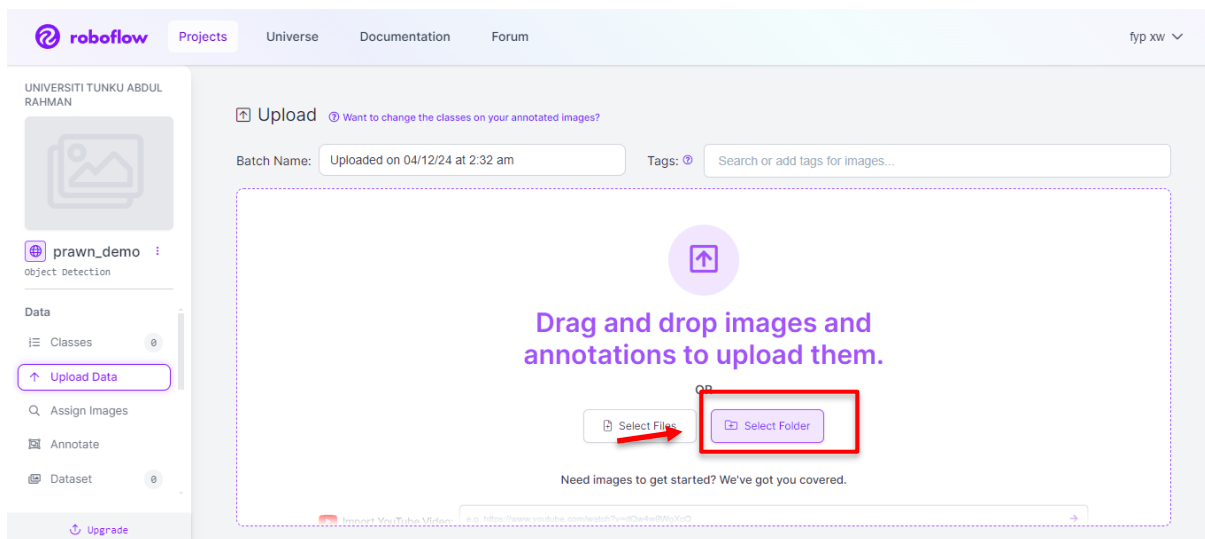 roboflow Projects Universe Documentation Forum fyp xw
UNIVERSITI TUNKU ABDUL
RAHMAN
Upload Want to change the classes on your annotated images?
Batch Name: Uploaded on 04/12/24 at 2:32 am Tags: Search or add tags for images...
prawn_demo
Object Detection
Data
Classes 0
Upload Data
Assign Images
Annotate
Dataset 0
Upgrade
Drag and drop images and
annotations to upload them.
OR
Select Files Select Folder
Need images to get started? We've got you covered.
Import YouTube Video: